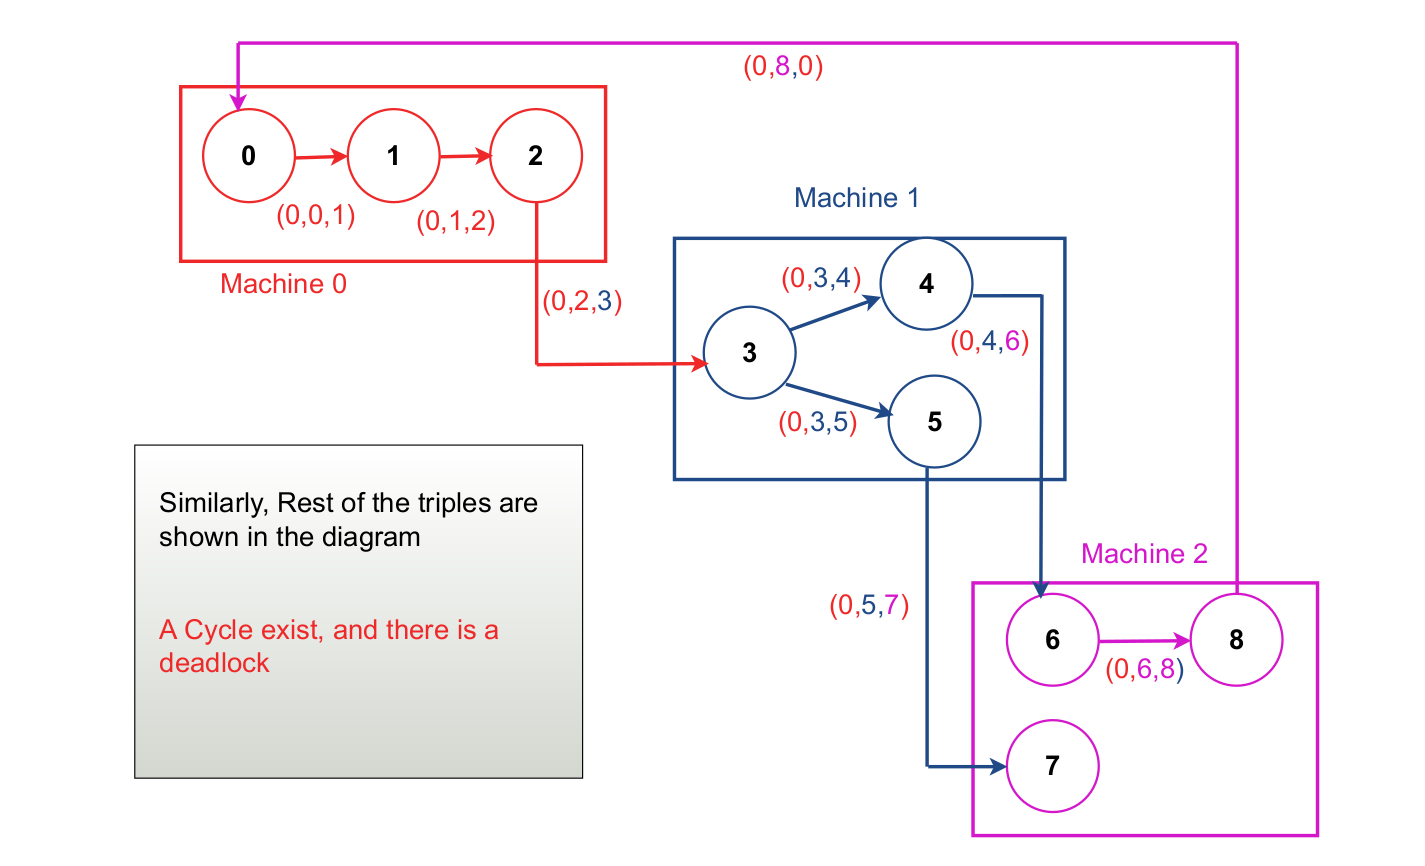 (0,8,0)
0
1
2
(0,0,1)
(0,1,2)
Machine 0
(0,2,3)
Machine 1
(0,3,4)
4
3
(0,4,6)
(0,3,5)
5
Similarly, Rest of the triples are
shown in the diagram
A Cycle exist, and there is a
deadlock
(0,5,7)
Machine 2
6
8
(0,6,8)
7